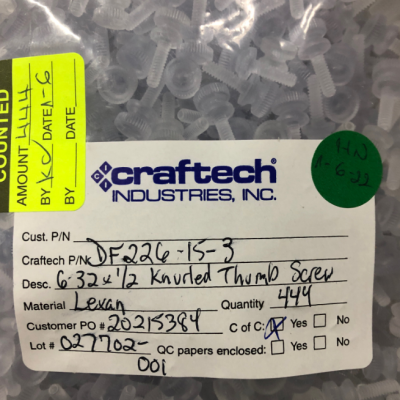 COUNTED
AMOUNT 444
BY KC DATE 1-6
BY DATE
HN
1-6-22
craftech
INDUSTRIES, INC.
Cust. P/N
Craftech P/N DF226-15-3
Desc. 6-32 x 1/2 Knurled Thumb Screw
Material Lexan Quantity 444
Customer PO # 20215384 C of C: Yes No
Lot # 027702- QC papers enclosed: Yes No
001